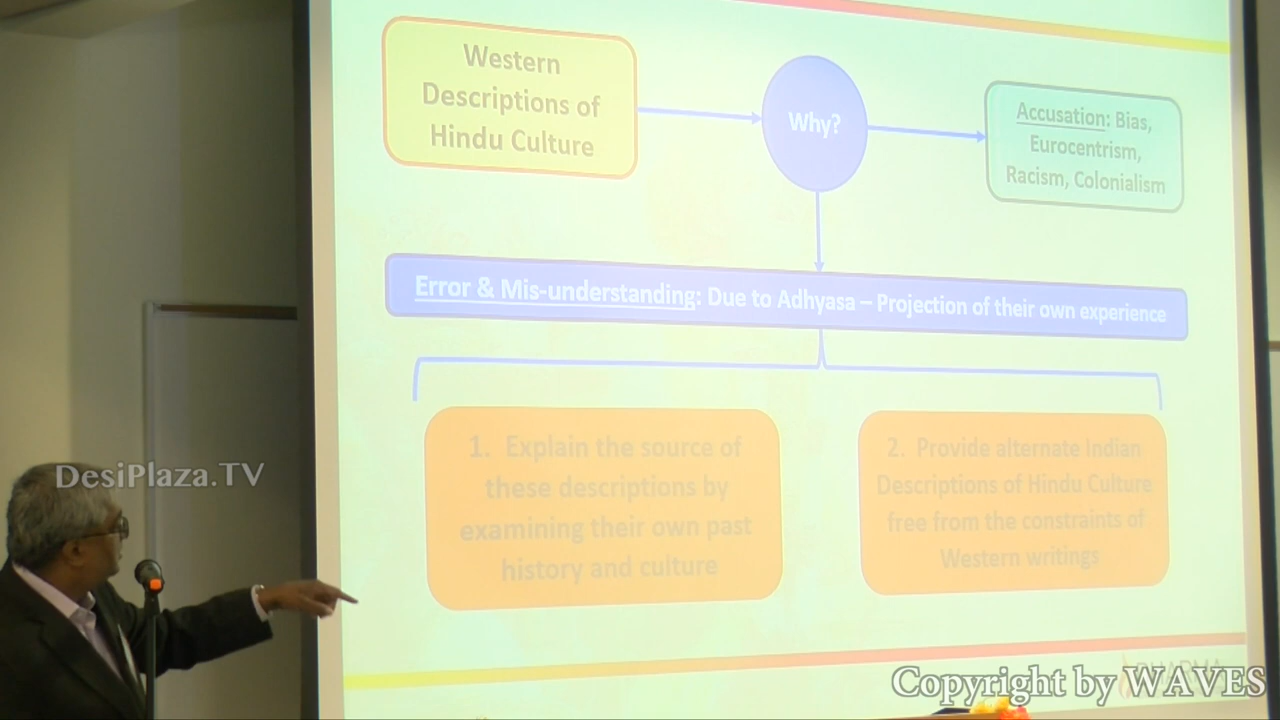 Western
Descriptions of
Hindu Culture
Why?
Accusation: Bias,
Eurocentrism,
Racism, Colonialism
Error & Mis-understanding: Due to Adhyasa – Projection of their own experience
1. Explain the source of
these descriptions by
examining their own past
history and culture
2. Provide alternate Indian
Descriptions of Hindu Culture
free from the constraints of
Western writings
DesiPlaza.TV
Copyright by WAVES